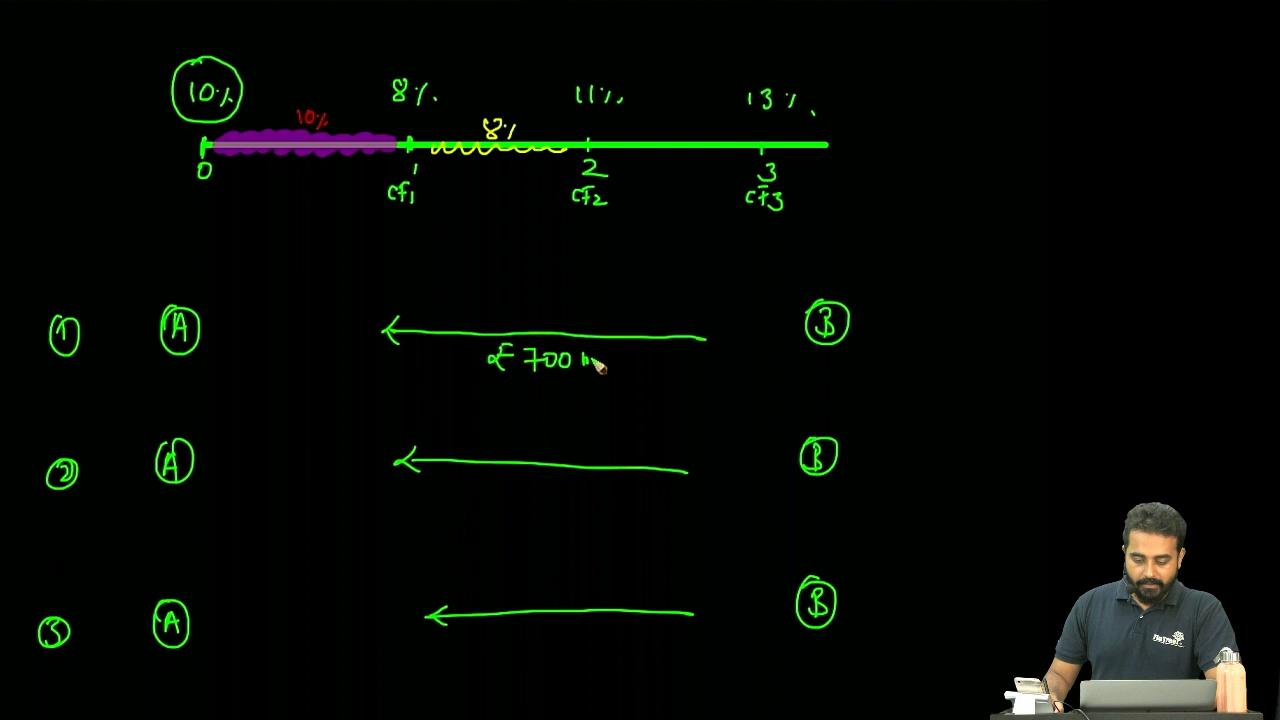 10% 8% 11% 13%
10% 8%
0 1 2 3
CF1 CF2 CF3
1 A B
£ 700 m
2 A B
3 A B